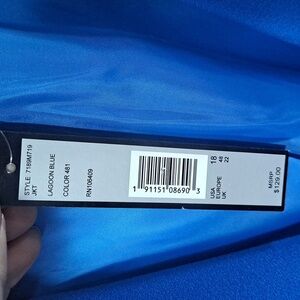 STYLE 7189M719
JKT
LAGOON BLUE
COLOR 481
RN106409
1 91151 08690 3
USA 18
EUROPE 48
UK 22
MSRP
$129.00